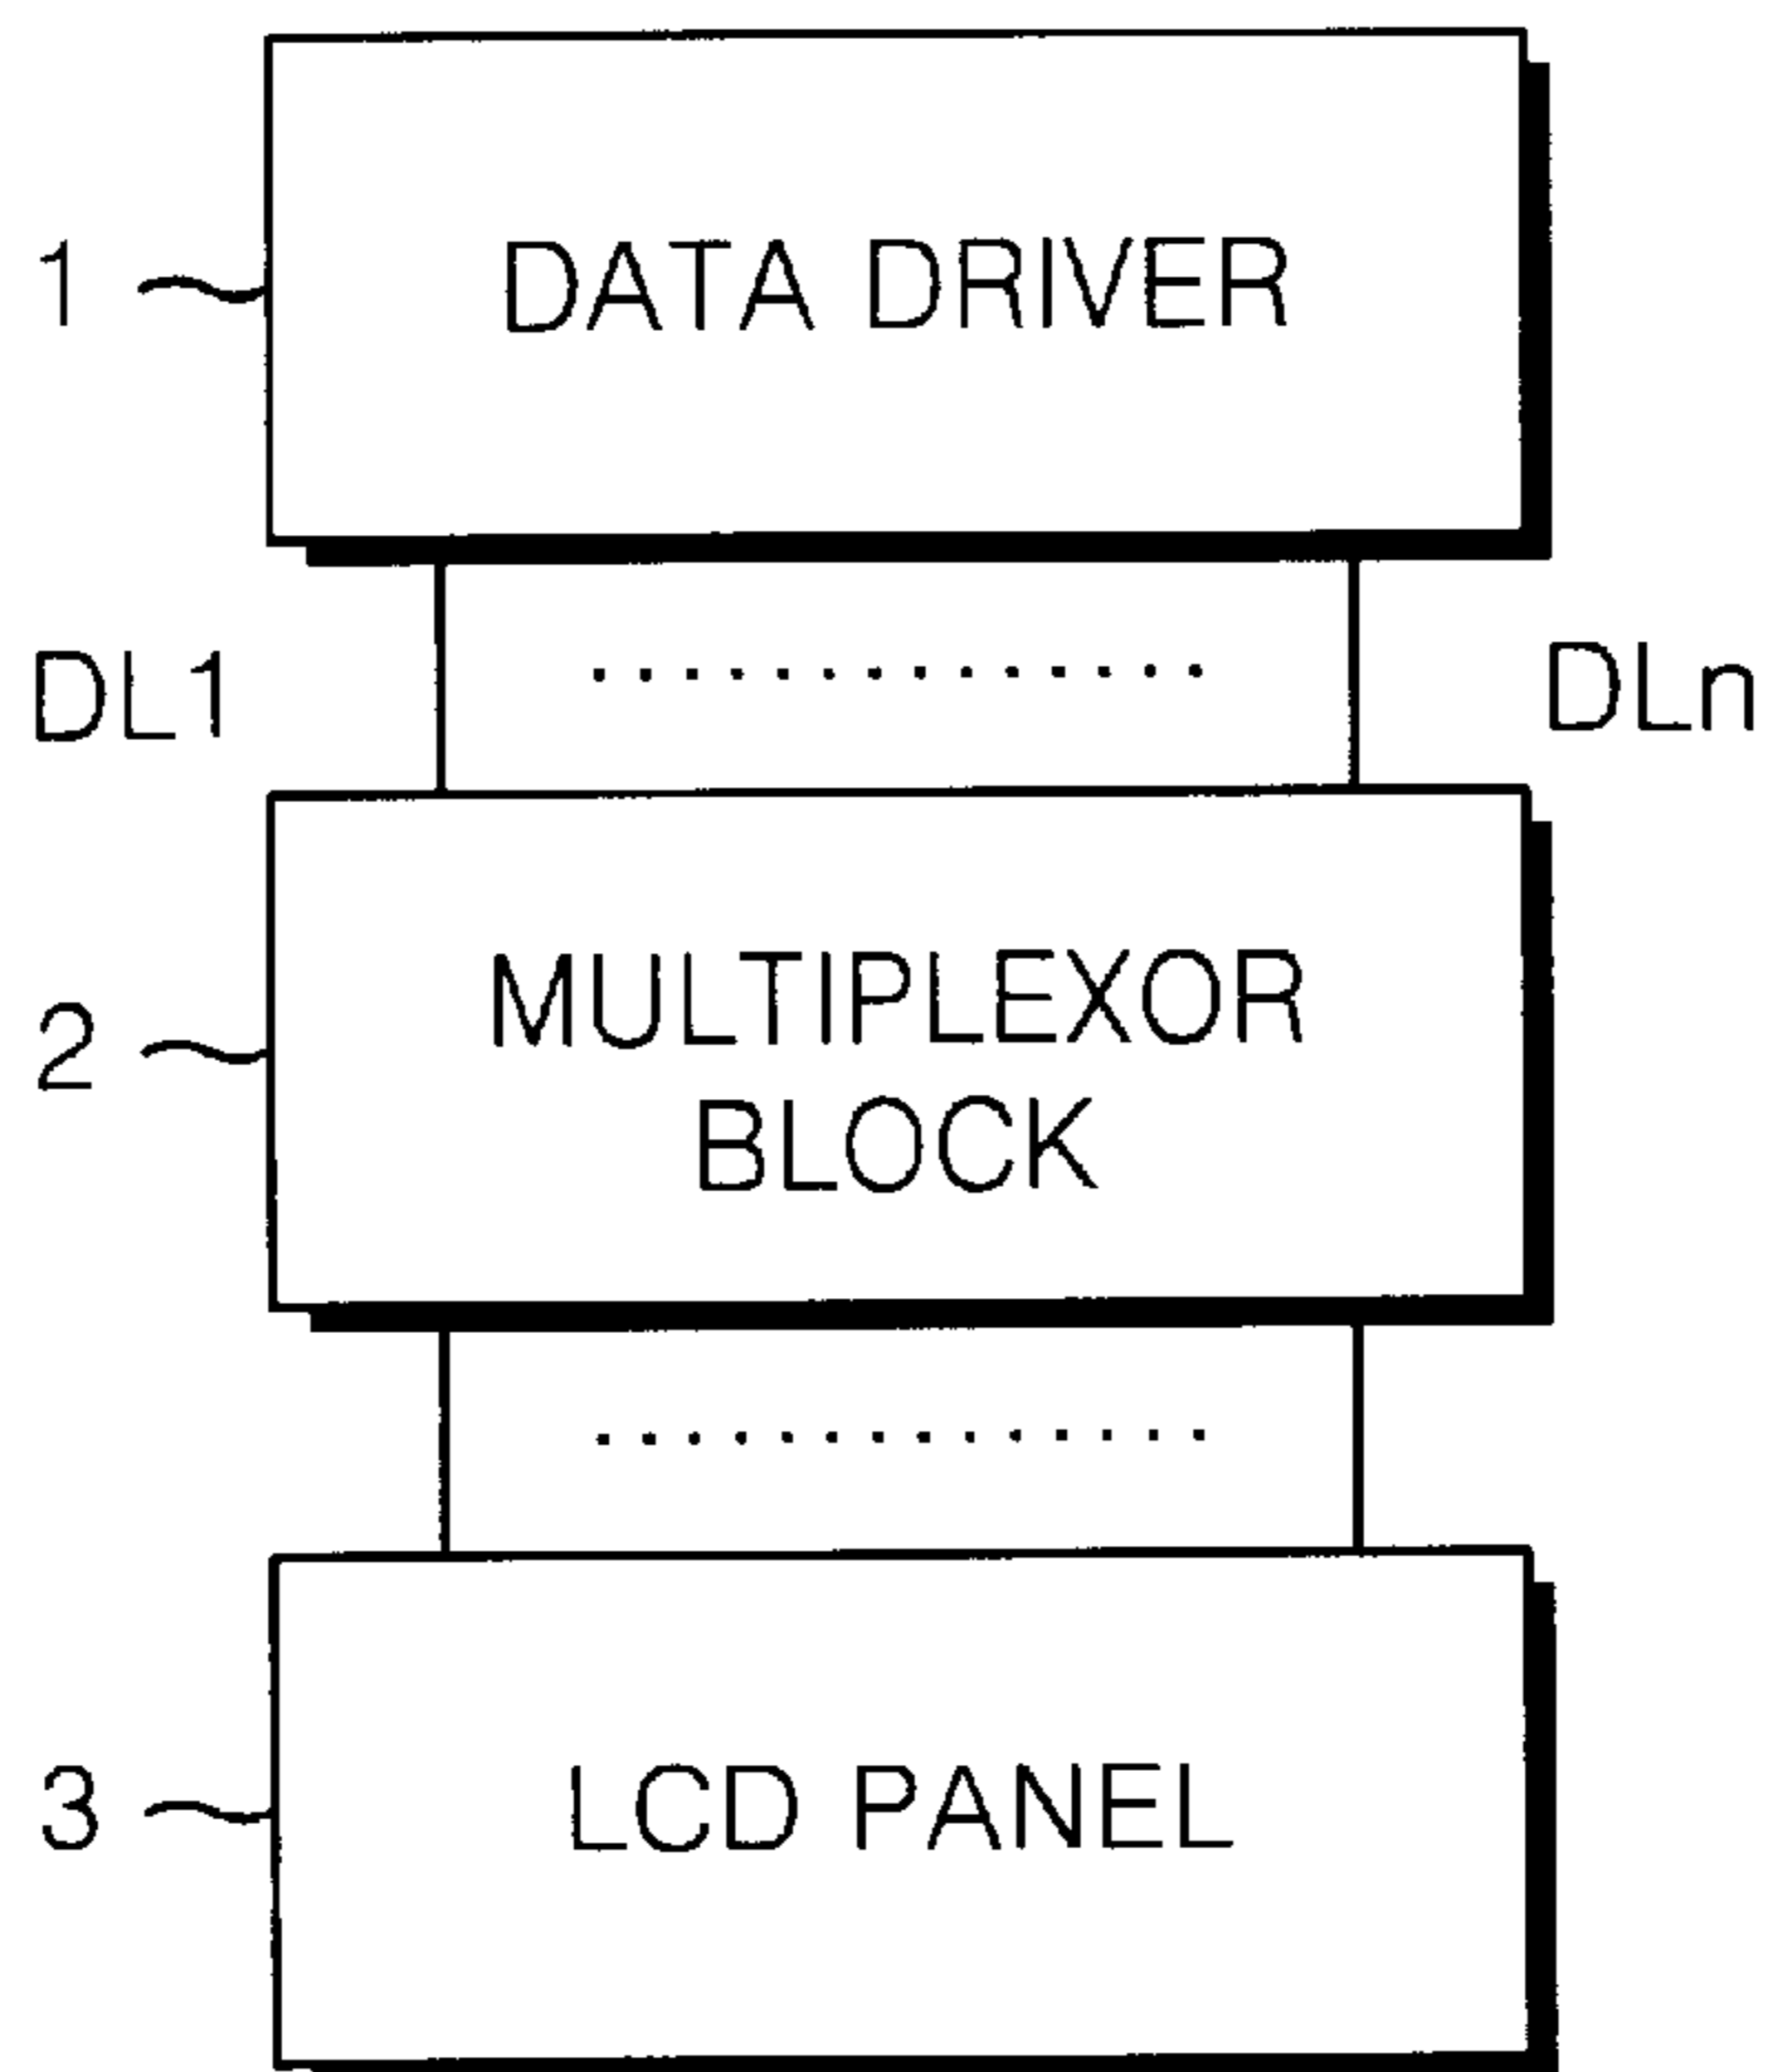 1
DATA DRIVER
DL1
DLn
2
MULTIPLEXOR
BLOCK
3
LCD PANEL